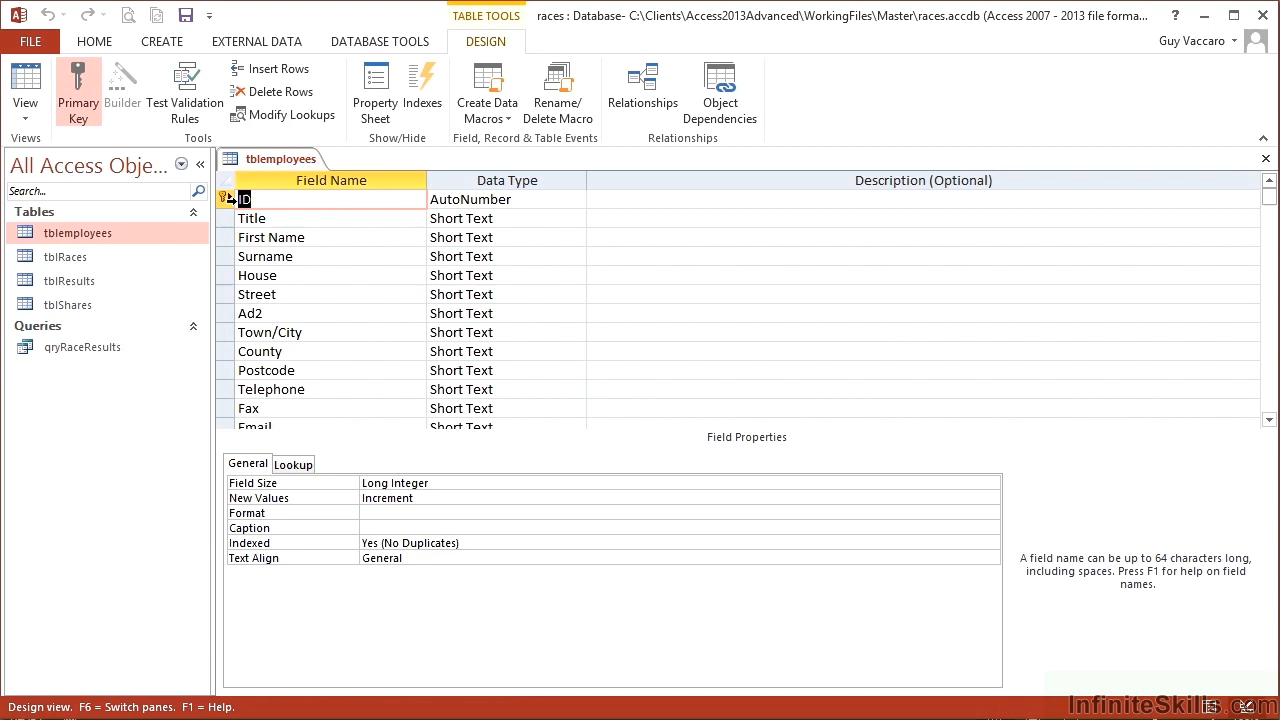 TABLE TOOLS
races : Database- C:\Clients\Access2013Advanced\WorkingFiles\Master\races.accdb (Access 2007 - 2013 file forma...
?
FILE
HOME
CREATE
EXTERNAL DATA
DATABASE TOOLS
DESIGN
Guy Vaccaro
View
Primary
Key
Builder
Test Validation
Rules
Insert Rows
Delete Rows
Modify Lookups
Property
Sheet
Indexes
Create Data
Macros
Rename/
Delete Macro
Relationships
Object
Dependencies
Views
Tools
Show/Hide
Field, Record & Table Events
Relationships
All Access Obje...
Search...
Tables
tblemployees
tblRaces
tblResults
tblShares
Queries
qryRaceResults
tblemployees
Field Name Data Type Description (Optional)
ID AutoNumber
Title Short Text
First Name Short Text
Surname Short Text
House Short Text
Street Short Text
Ad2 Short Text
Town/City Short Text
County Short Text
Postcode Short Text
Telephone Short Text
Fax Short Text
Email Short Text
Field Properties
General Lookup
Field Size Long Integer
New Values Increment
Format
Caption
Indexed Yes (No Duplicates)
Text Align General
A field name can be up to 64 characters long,
including spaces. Press F1 for help on field
names.
Design view. F6 = Switch panes. F1 = Help.
InfiniteSkills.com